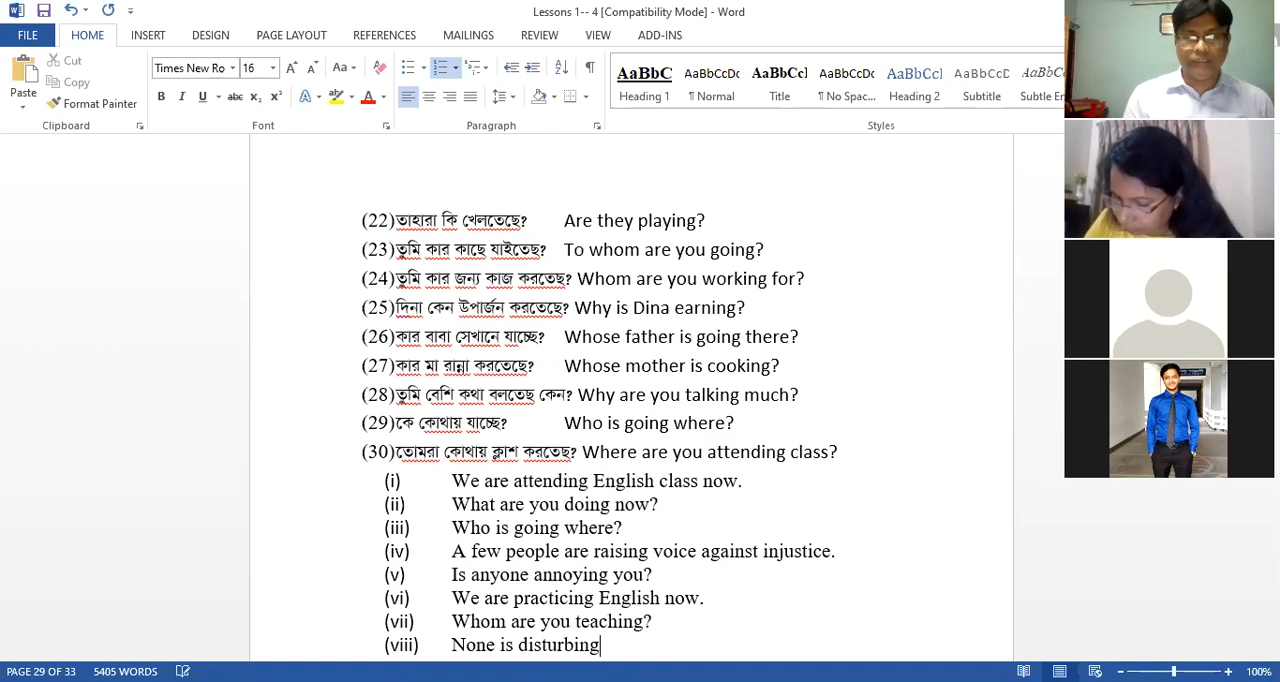 Lessons 1-- 4 [Compatibility Mode] - Word
FILE HOME INSERT DESIGN PAGE LAYOUT REFERENCES MAILINGS REVIEW VIEW ADD-INS
Cut
Copy
Format Painter
Paste
Times New Ro 16
Aa
B I U abc x₂ x² A A
AaBbC AaBbCcDc AaBbCc] AaBbCcDc AaBbCcl AaBbCcD AaBbCcD
Heading 1 ¶ Normal Title ¶ No Spac... Heading 2 Subtitle Subtle Em
Clipboard Font Paragraph Styles
(22)তাহারা কি খেলতেছে? Are they playing?
(23)তুমি কার কাছে যাইতেছ? To whom are you going?
(24)তুমি কার জন্য কাজ করতেছ? Whom are you working for?
(25)দিনা কেন উপার্জন করতেছে? Why is Dina earning?
(26)কার বাবা সেখানে যাচ্ছে? Whose father is going there?
(27)কার মা রান্না করতেছে? Whose mother is cooking?
(28)তুমি বেশি কথা বলতেছ কেন? Why are you talking much?
(29)কে কোথায় যাচ্ছে? Who is going where?
(30)তোমরা কোথায় ক্লাশ করতেছ? Where are you attending class?
(i) We are attending English class now.
(ii) What are you doing now?
(iii) Who is going where?
(iv) A few people are raising voice against injustice.
(v) Is anyone annoying you?
(vi) We are practicing English now.
(vii) Whom are you teaching?
(viii) None is disturbing
PAGE 29 OF 33 5405 WORDS 100%